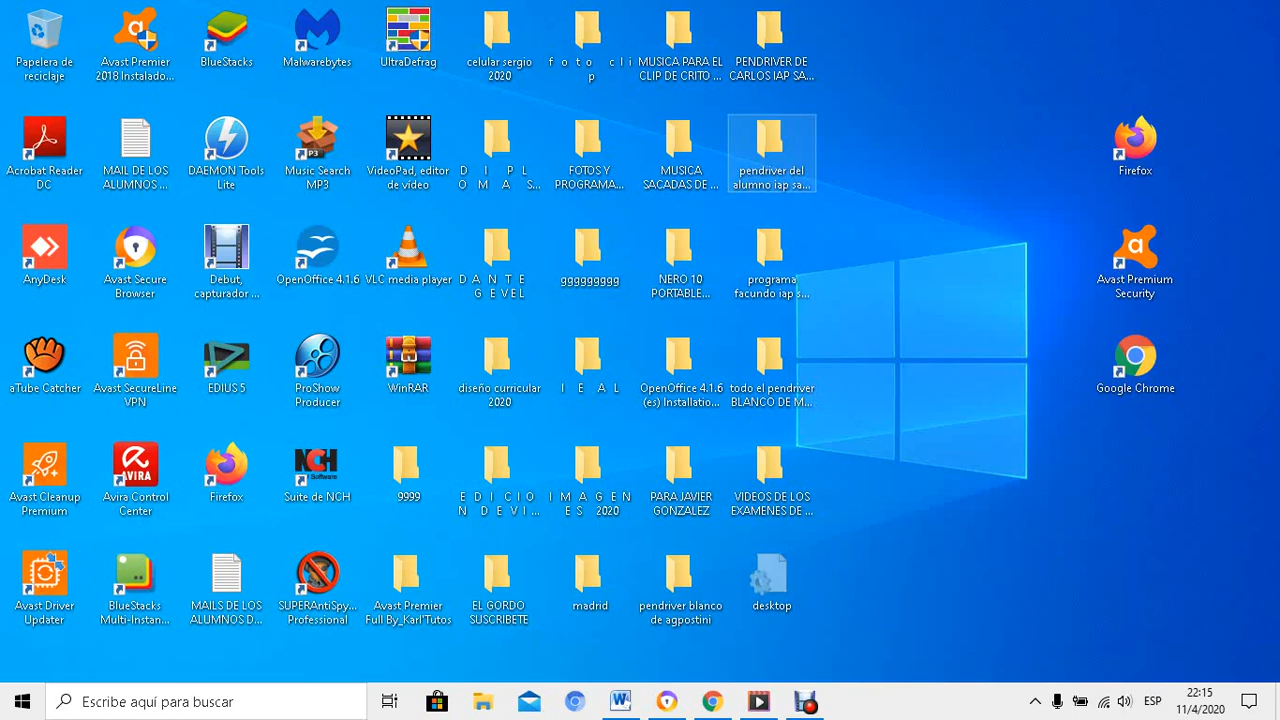 Papelera de
reciclaje
Avast Premier
2018 Instalado...
BlueStacks
Malwarebytes
UltraDefrag
celular sergio
2020
f o t o c l i
p
MUSICA PARA EL
CLIP DE CRITO ...
PENDRIVER DE
CARLOS IAP SA...
Acrobat Reader
DC
MAIL DE LOS
ALUMNOS ...
DAEMON Tools
Lite
P3
Music Search
MP3
VideoPad, editor
de vídeo
D I P L
O M A S...
FOTOS Y
PROGRAMA...
MUSICA
SACADAS DE ...
pendriver del
alumno iap sa...
Firefox
AnyDesk
Avast Secure
Browser
Debut,
capturador ...
OpenOffice 4.1.6
VLC media player
D A N T E
G E V E L
ggggggggg
NERO 10
PORTABLE...
programa
facundo iap s...
Avast Premium
Security
aTube Catcher
Avast SecureLine
VPN
EDIUS 5
ProShow
Producer
WinRAR
diseño curricular
2020
I E A L
OpenOffice 4.1.6
(es) Installatio...
todo el pendriver
BLANCO DE M...
Google Chrome
Avast Cleanup
Premium
AVIRA
Avira Control
Center
Firefox
NCH
Software
Suite de NCH
9999
E D I C I O
N D E V I ...
I M A G E N
E S 2020
PARA JAVIER
GONZALEZ
VIDEOS DE LOS
EXAMENES DE ...
Avast Driver
Updater
BlueStacks
Multi-Instan...
MAILS DE LOS
ALUMNOS D...
SUPERAntiSpy...
Professional
Avast Premier
Full By_Karl'Tutos
EL GORDO
SUSCRIBETE
madrid
pendriver blanco
de agpostini
desktop
Escribe aquí para buscar
ESP
22:15
11/4/2020